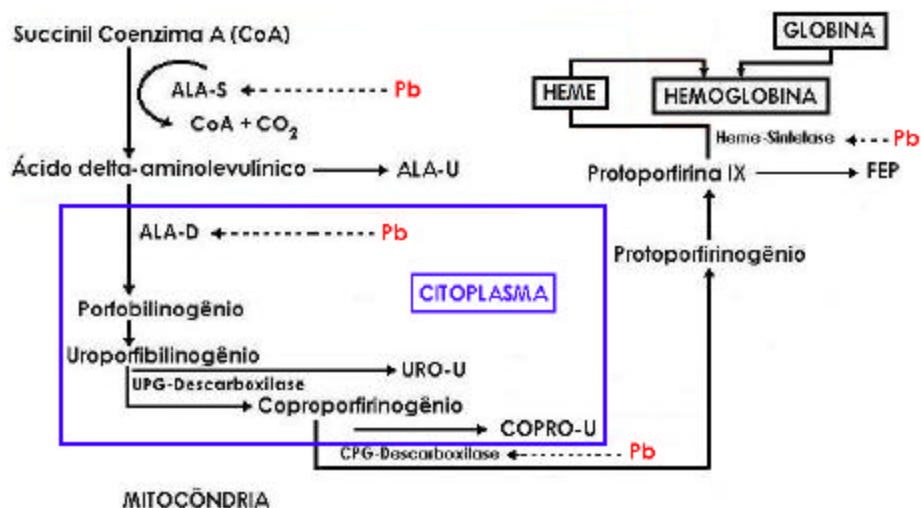 Succinil Coenzima A (CoA)
GLOBINA
ALA-S
Pb
HEME
HEMOGLOBINA
CoA + CO₂
Heme-Sintetase
Pb
Ácido delta-aminolevulínico
ALA-U
Protoporfirina IX
FEP
ALA-D
Pb
Protoporfirinogênio
CITOPLASMA
Porfobilinogênio
Uroporfibilinogênio
URO-U
UPG-Descarboxilase
Coproporfirinogênio
COPRO-U
CPG-Descarboxilase
Pb
MITOCÔNDRIA